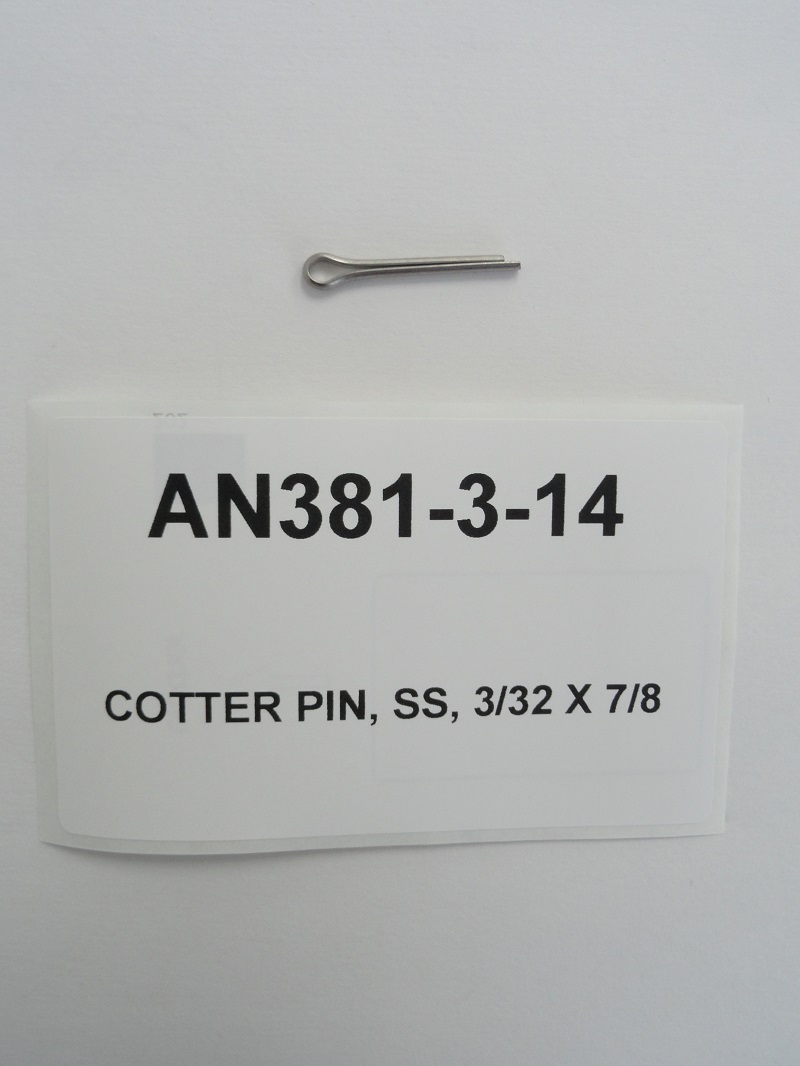 AN381-3-14
COTTER PIN, SS, 3/32 X 7/8